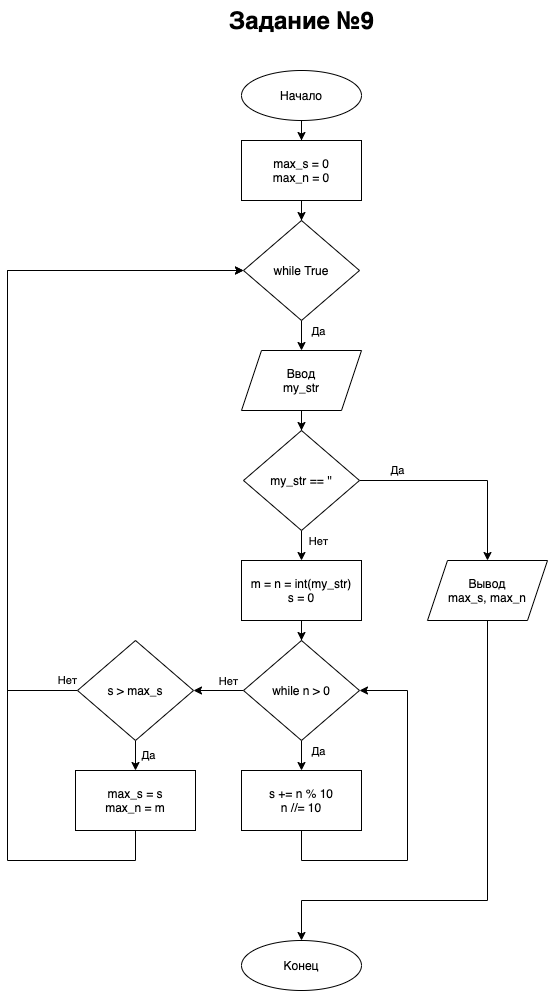 Задание №9
Начало
max_s = 0
max_n = 0
while True
Да
Ввод
my_str
my_str == "
Да
Нет
m = n = int(my_str)
s = 0
Вывод
max_s, max_n
Нет
s > max_s
Нет
while n > 0
Да
Да
max_s = s
max_n = m
s += n % 10
n //= 10
Конец